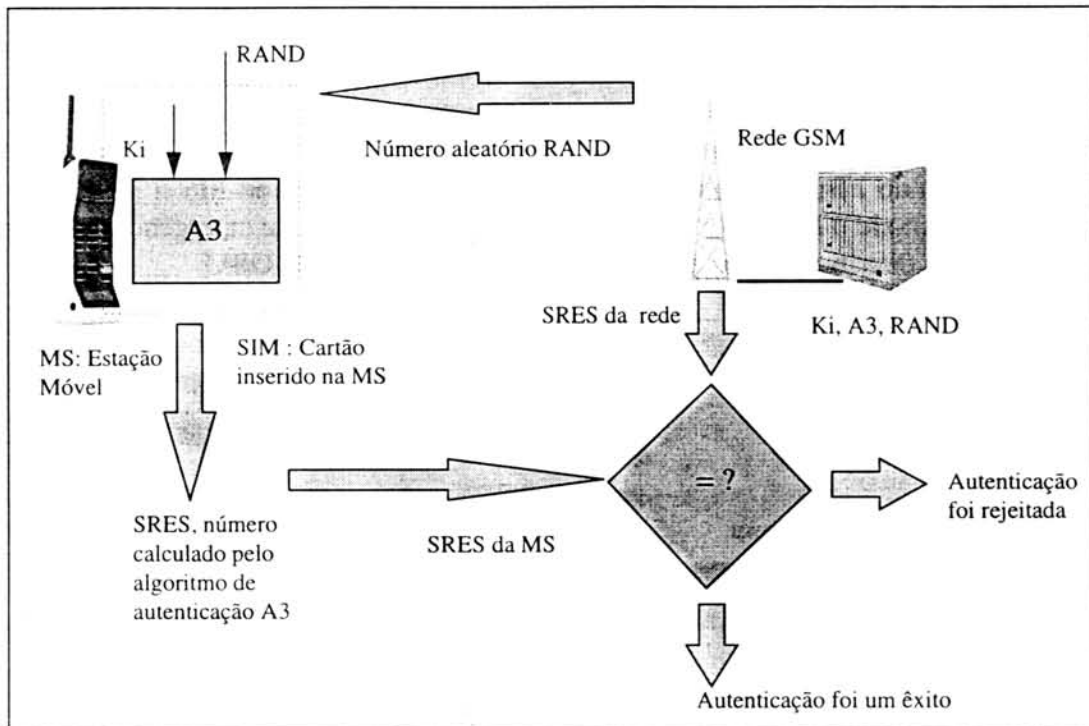 RAND
Ki
A3
Número aleatório RAND
Rede GSM
SRES da rede
Ki, A3, RAND
MS: Estação
Móvel
SIM : Cartão
inserido na MS
= ?
SRES da MS
Autenticação
foi rejeitada
SRES, número
calculado pelo
algoritmo de
autenticação A3
Autenticação foi um êxito